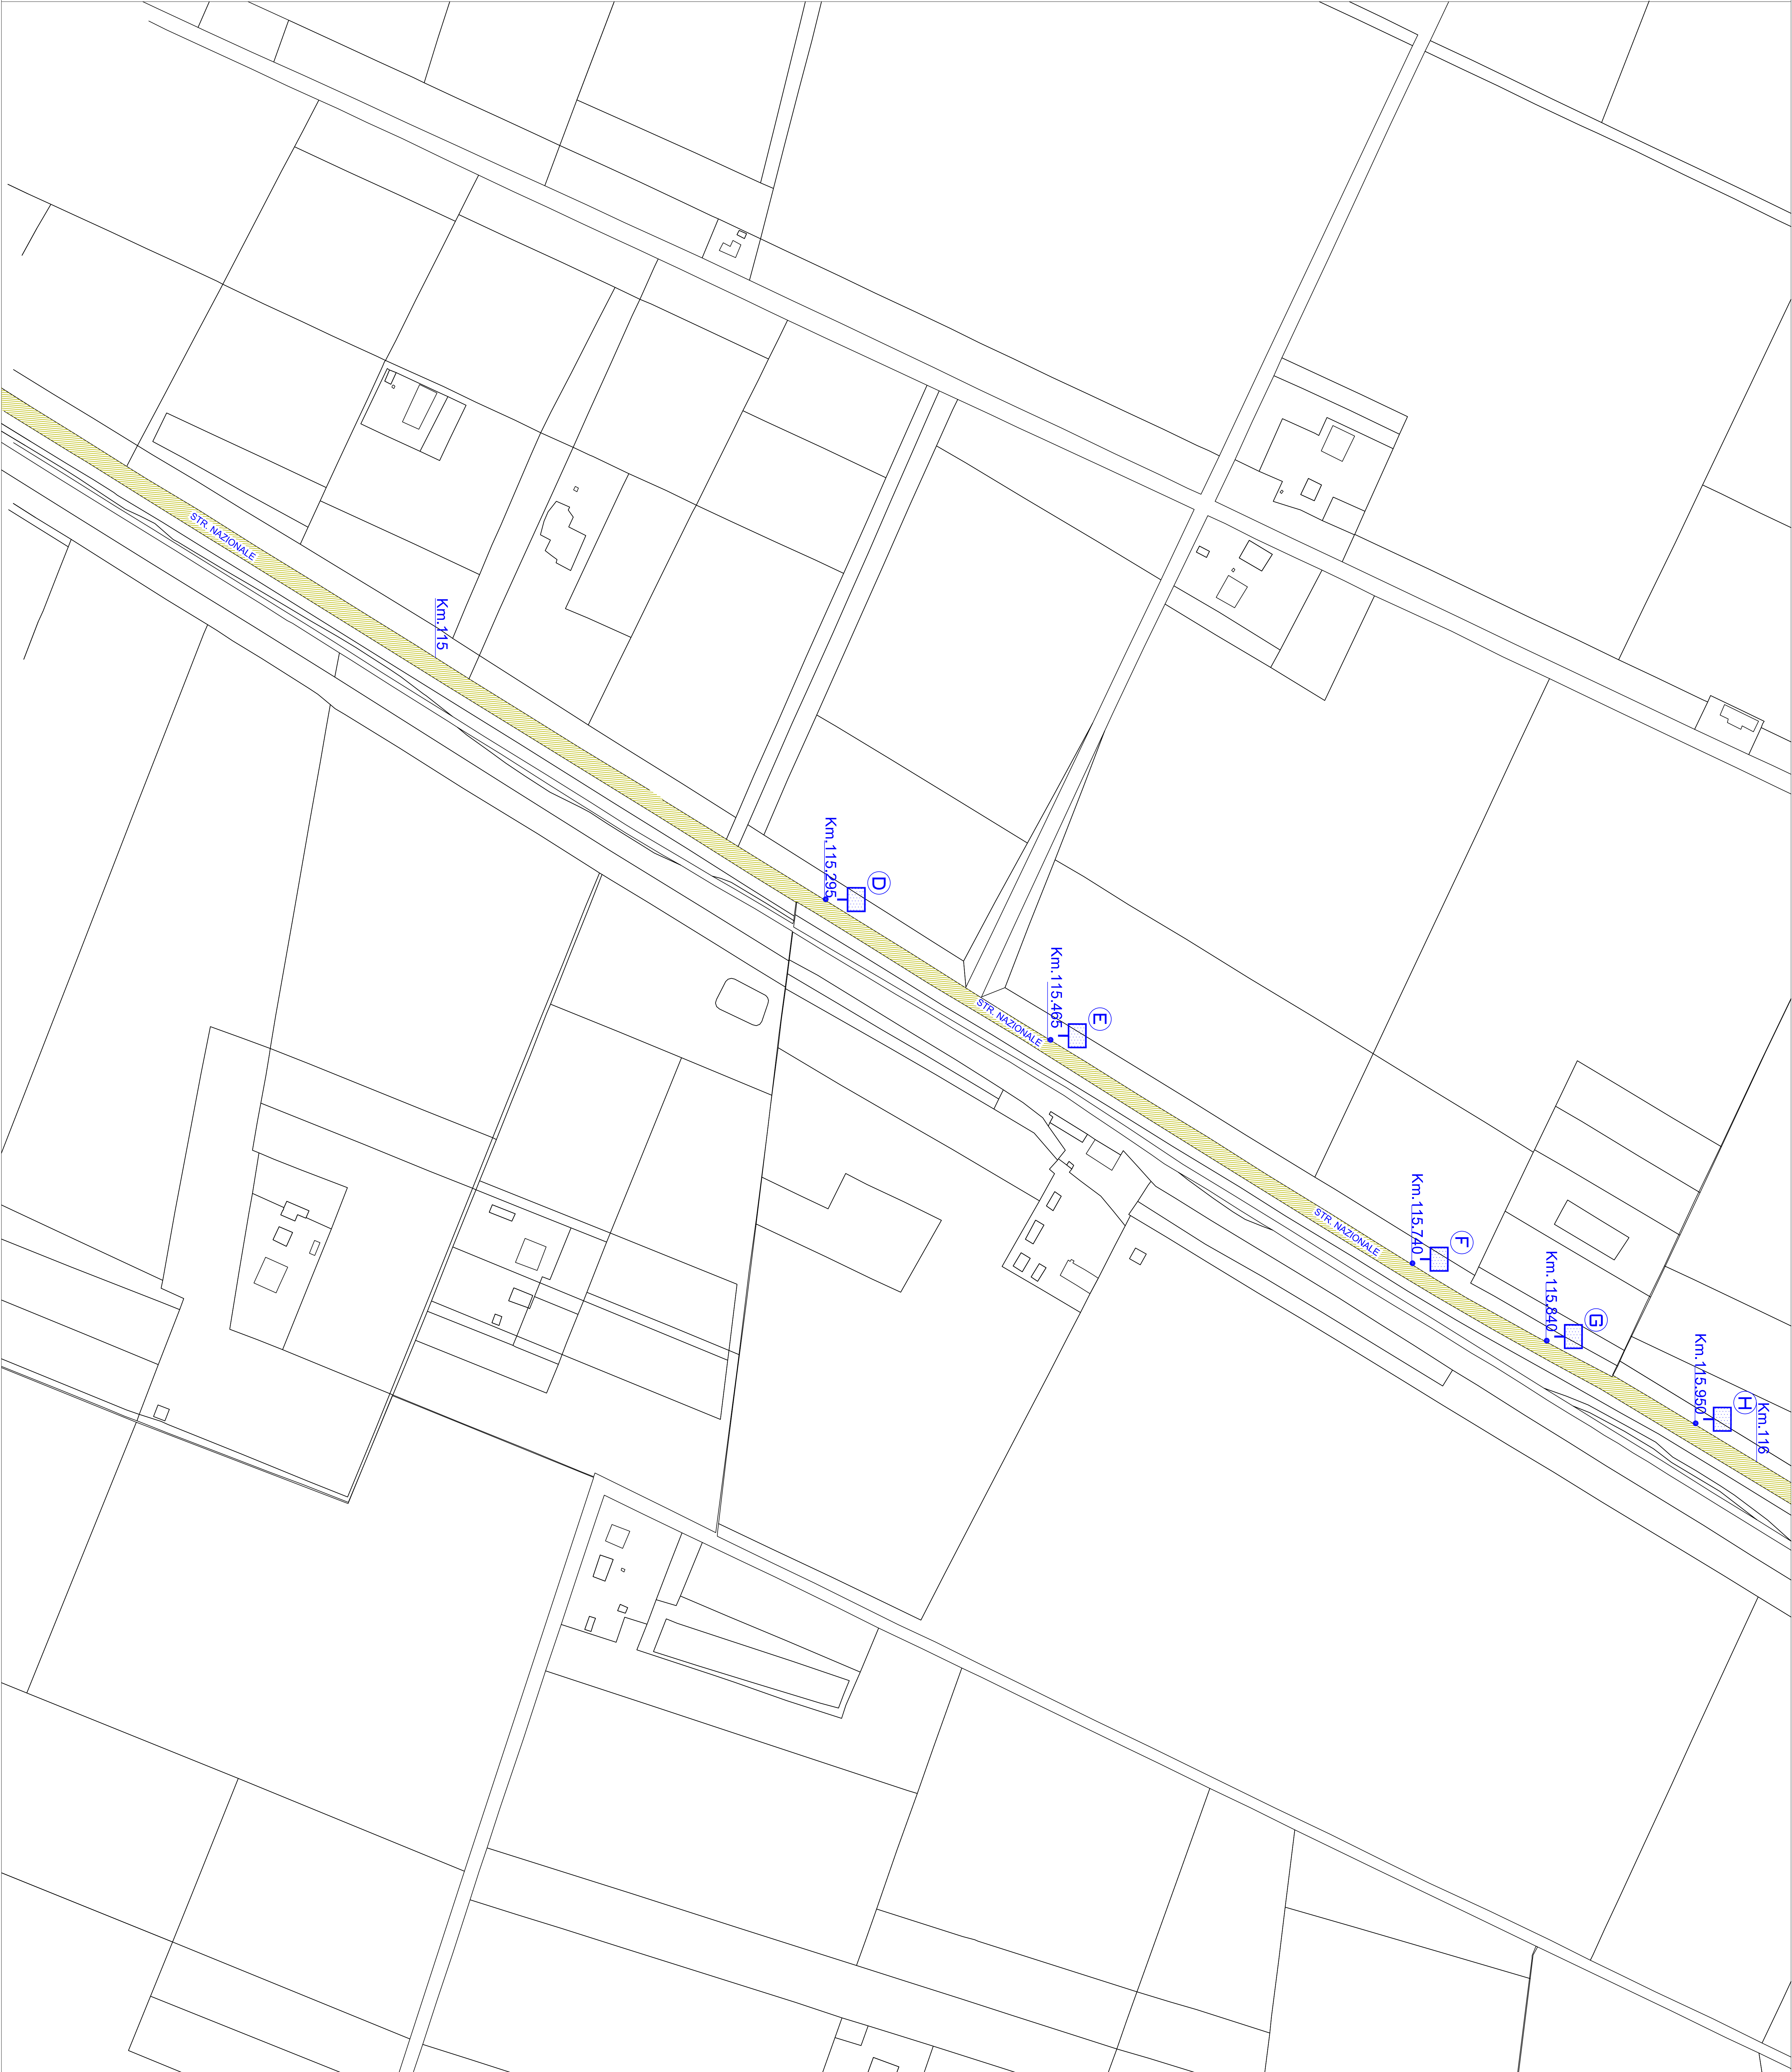 STR. NAZIONALE
Km.115
Km.115.295
D
STR. NAZIONALE
Km.115.465
E
STR. NAZIONALE
Km.115.740
F
Km.115.840
G
Km.115.950
H
Km.116